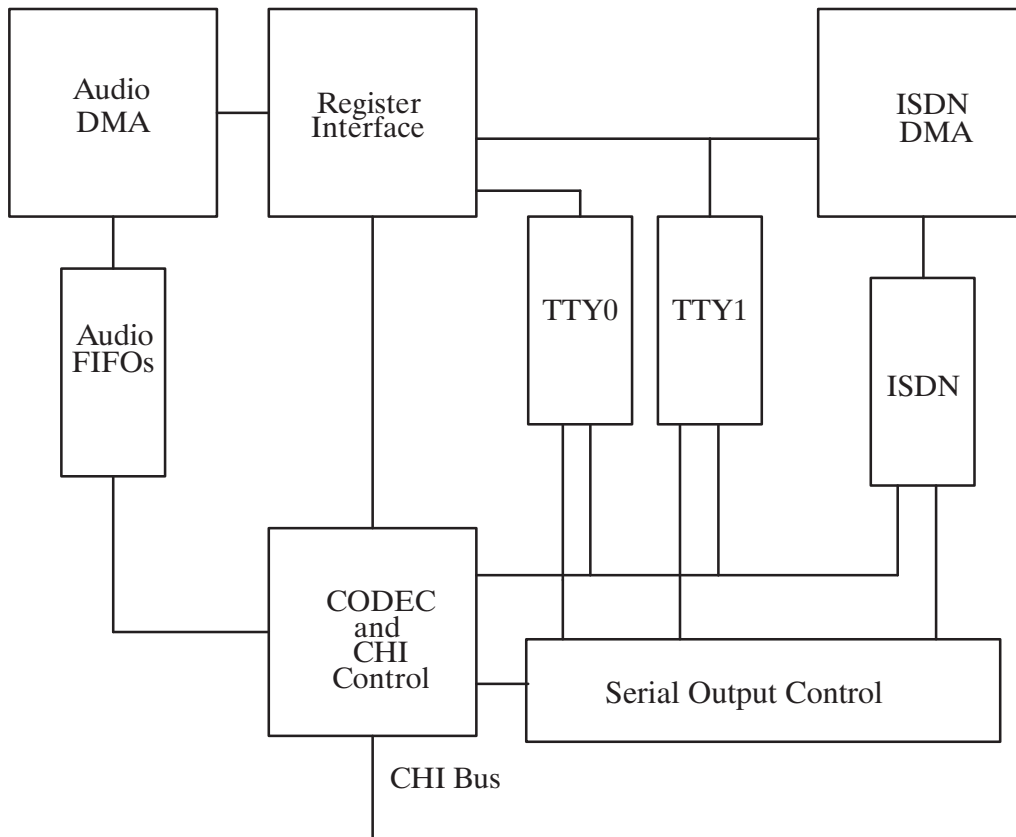 Audio
DMA
Register
Interface
ISDN
DMA
Audio
FIFOs
TTY0
TTY1
ISDN
CODEC
and
CHI
Control
Serial Output Control
CHI Bus